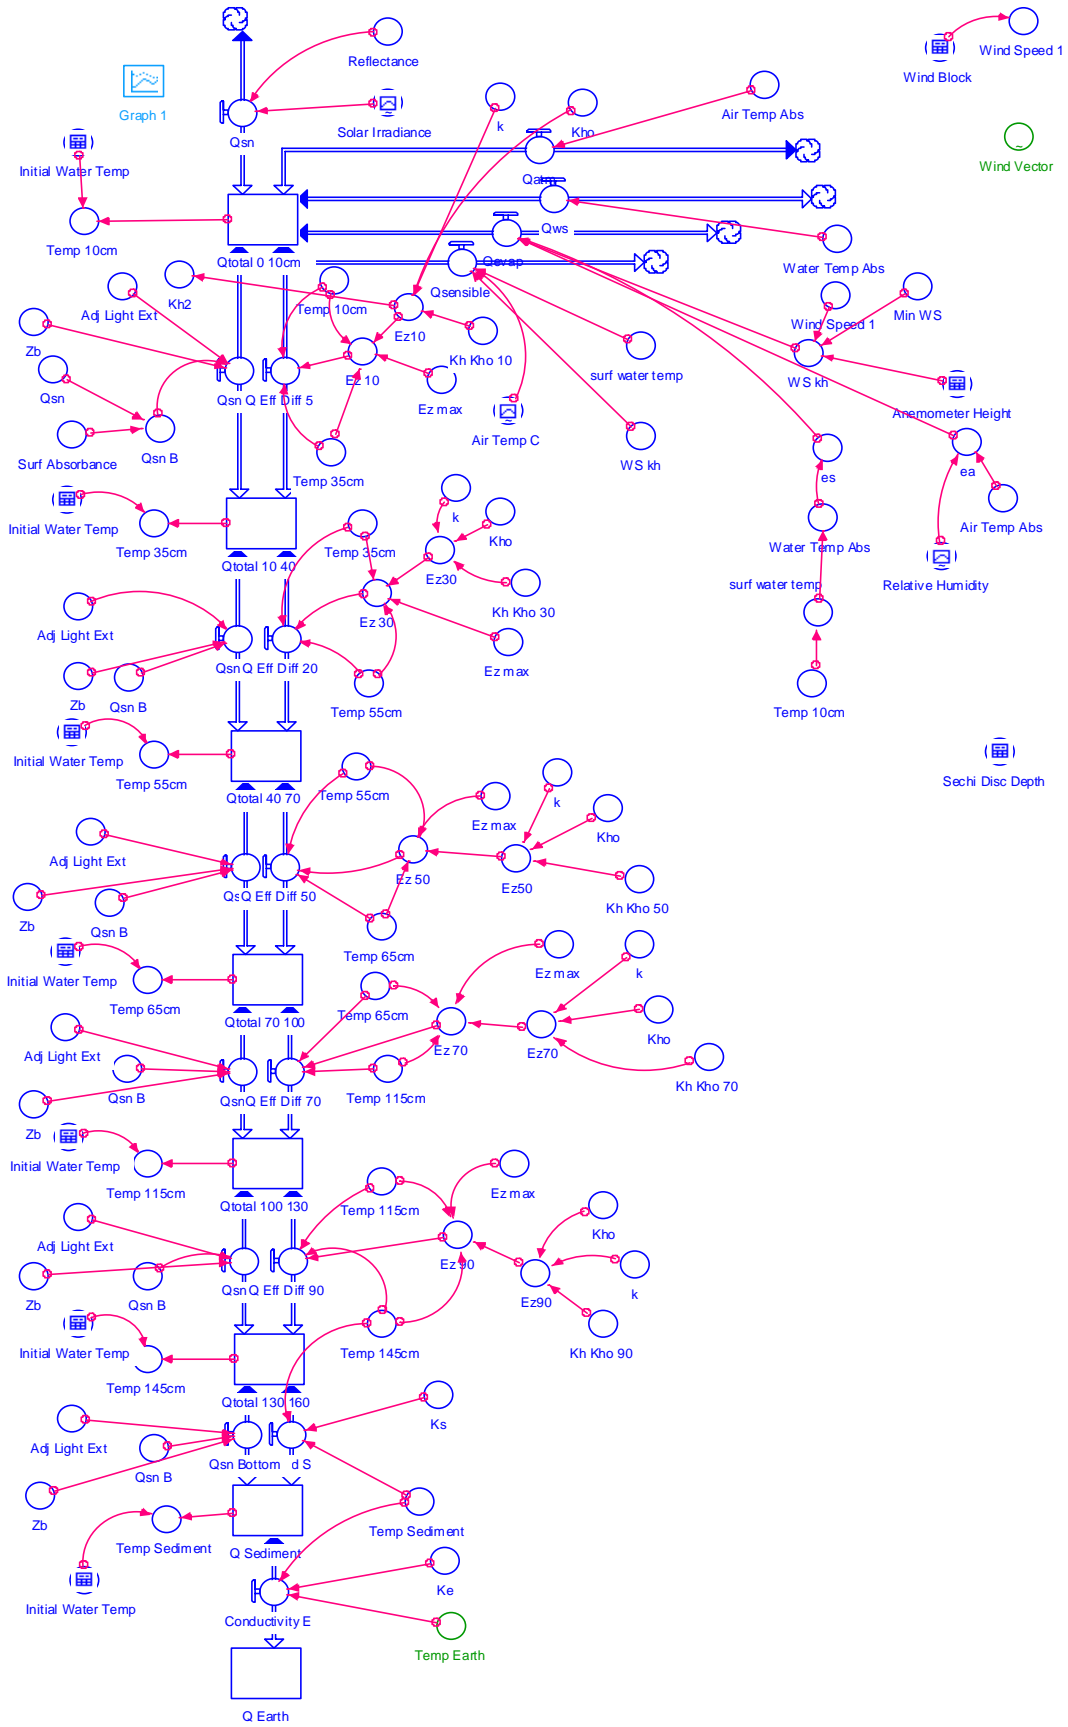 Reflectance
Wind Block
Wind Speed 1
Graph 1
Solar Irradiance
k
Kho
Air Temp Abs
Qsn
Initial Water Temp
Wind Vector
Qatm
Temp 10cm
Qws
Qtotal 0 10cm
Qevap
Water Temp Abs
Qsensible
Adj Light Ext
Kh2
Temp 10cm
Ez10
Wind Speed 1
Min WS
Zb
Kh Kho 10
Ez 10
surf water temp
WS kh
Qsn
Qsn
Q Eff Diff 5
Ez max
Air Temp C
Anemometer Height
Surf Absorbance
Qsn B
Temp 35cm
WS kh
es
ea
Initial Water Temp
Temp 35cm
k
Kho
Air Temp Abs
Temp 35cm
Water Temp Abs
Qtotal 10 40
Ez30
surf water temp
Relative Humidity
Adj Light Ext
Ez 30
Kh Kho 30
Zb
Qsn B
Qsn
Q Eff Diff 20
Ez max
Temp 55cm
Temp 10cm
Initial Water Temp
Temp 55cm
Sechi Disc Depth
Qtotal 40 70
Temp 55cm
Ez max
k
Adj Light Ext
Kho
Ez 50
Ez50
Zb
Qsn B
Q Eff Diff 50
Kh Kho 50
Temp 65cm
Initial Water Temp
Temp 65cm
Ez max
k
Qtotal 70 100
Temp 65cm
Kho
Adj Light Ext
Ez 70
Ez70
Qsn B
Zb
Qsn
Q Eff Diff 70
Temp 115cm
Kh Kho 70
Initial Water Temp
Temp 115cm
Qtotal 100 130
Temp 115cm
Ez max
Kho
Adj Light Ext
Ez 90
Zb
Qsn B
Qsn
Q Eff Diff 90
Ez90
k
Initial Water Temp
Temp 145cm
Temp 145cm
Kh Kho 90
Qtotal 130 160
Ks
Adj Light Ext
Qsn B
Qsn Bottom
d S
Zb
Temp Sediment
Temp Sediment
Q Sediment
Ke
Initial Water Temp
Conductivity E
Temp Earth
Q Earth